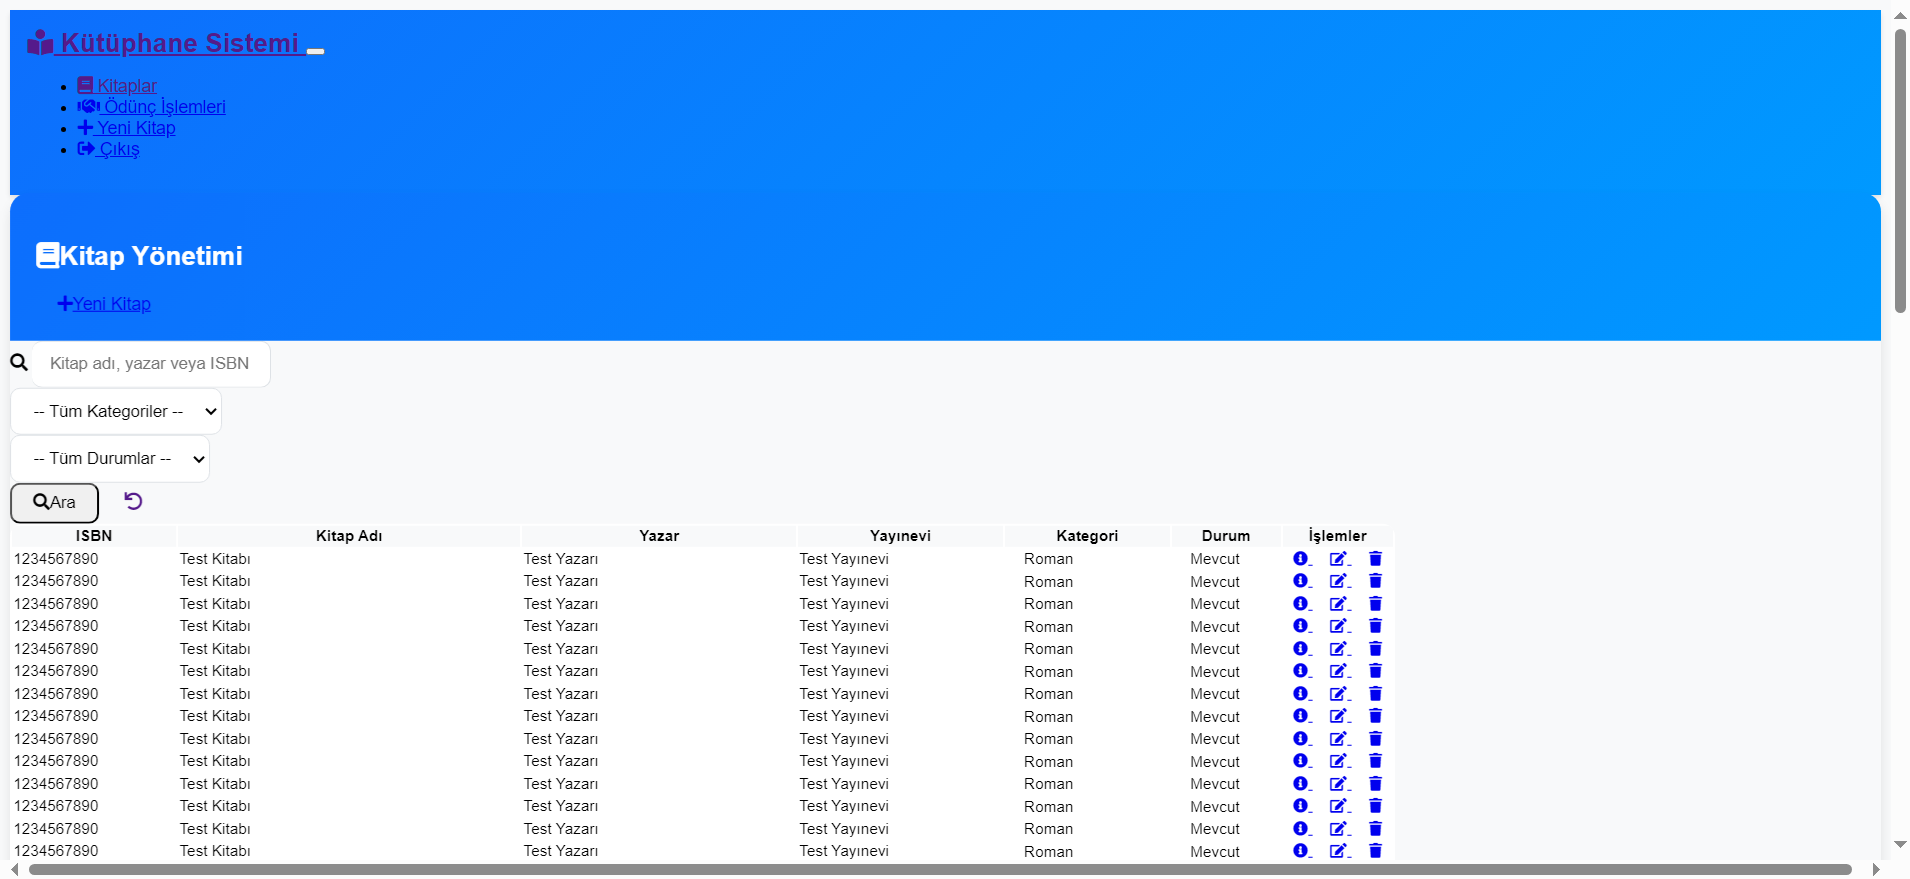 Kütüphane Sistemi
Kitaplar
Ödünç İşlemleri
Yeni Kitap
Çıkış
Kitap Yönetimi
Yeni Kitap
Kitap adı, yazar veya ISBN
-- Tüm Kategoriler --
-- Tüm Durumlar --
Ara
ISBN Kitap Adı Yazar Yayınevi Kategori Durum İşlemler
1234567890 Test Kitabı Test Yazarı Test Yayınevi Roman Mevcut
1234567890 Test Kitabı Test Yazarı Test Yayınevi Roman Mevcut
1234567890 Test Kitabı Test Yazarı Test Yayınevi Roman Mevcut
1234567890 Test Kitabı Test Yazarı Test Yayınevi Roman Mevcut
1234567890 Test Kitabı Test Yazarı Test Yayınevi Roman Mevcut
1234567890 Test Kitabı Test Yazarı Test Yayınevi Roman Mevcut
1234567890 Test Kitabı Test Yazarı Test Yayınevi Roman Mevcut
1234567890 Test Kitabı Test Yazarı Test Yayınevi Roman Mevcut
1234567890 Test Kitabı Test Yazarı Test Yayınevi Roman Mevcut
1234567890 Test Kitabı Test Yazarı Test Yayınevi Roman Mevcut
1234567890 Test Kitabı Test Yazarı Test Yayınevi Roman Mevcut
1234567890 Test Kitabı Test Yazarı Test Yayınevi Roman Mevcut
1234567890 Test Kitabı Test Yazarı Test Yayınevi Roman Mevcut
1234567890 Test Kitabı Test Yazarı Test Yayınevi Roman Mevcut